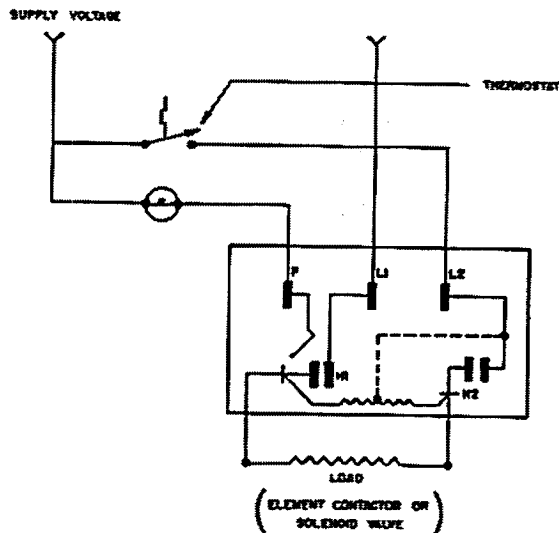 SUPPLY VOLTAGE
THERMOSTAT
P L1 L2
H1
H2
LOAD
(ELEMENT CONTACTOR OR
SOLENOID VALVE)